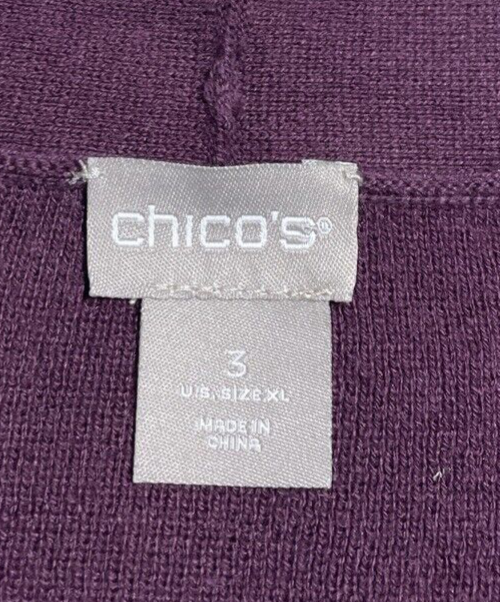 chico's®
3
U.S. SIZE XL
MADE IN
CHINA